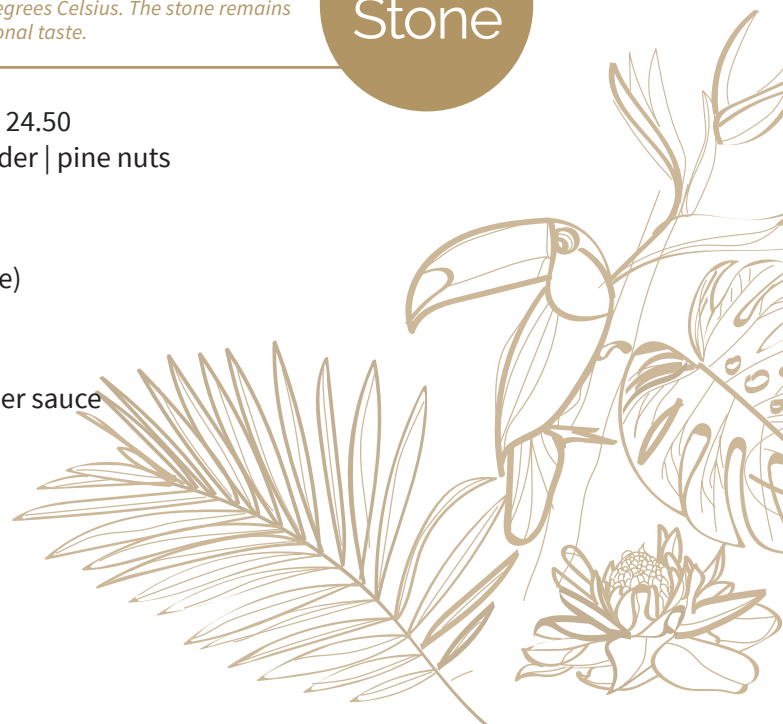 egrees Celsius. The stone remains
onal taste.
Stone
24.50
der | pine nuts
e)
er sauce